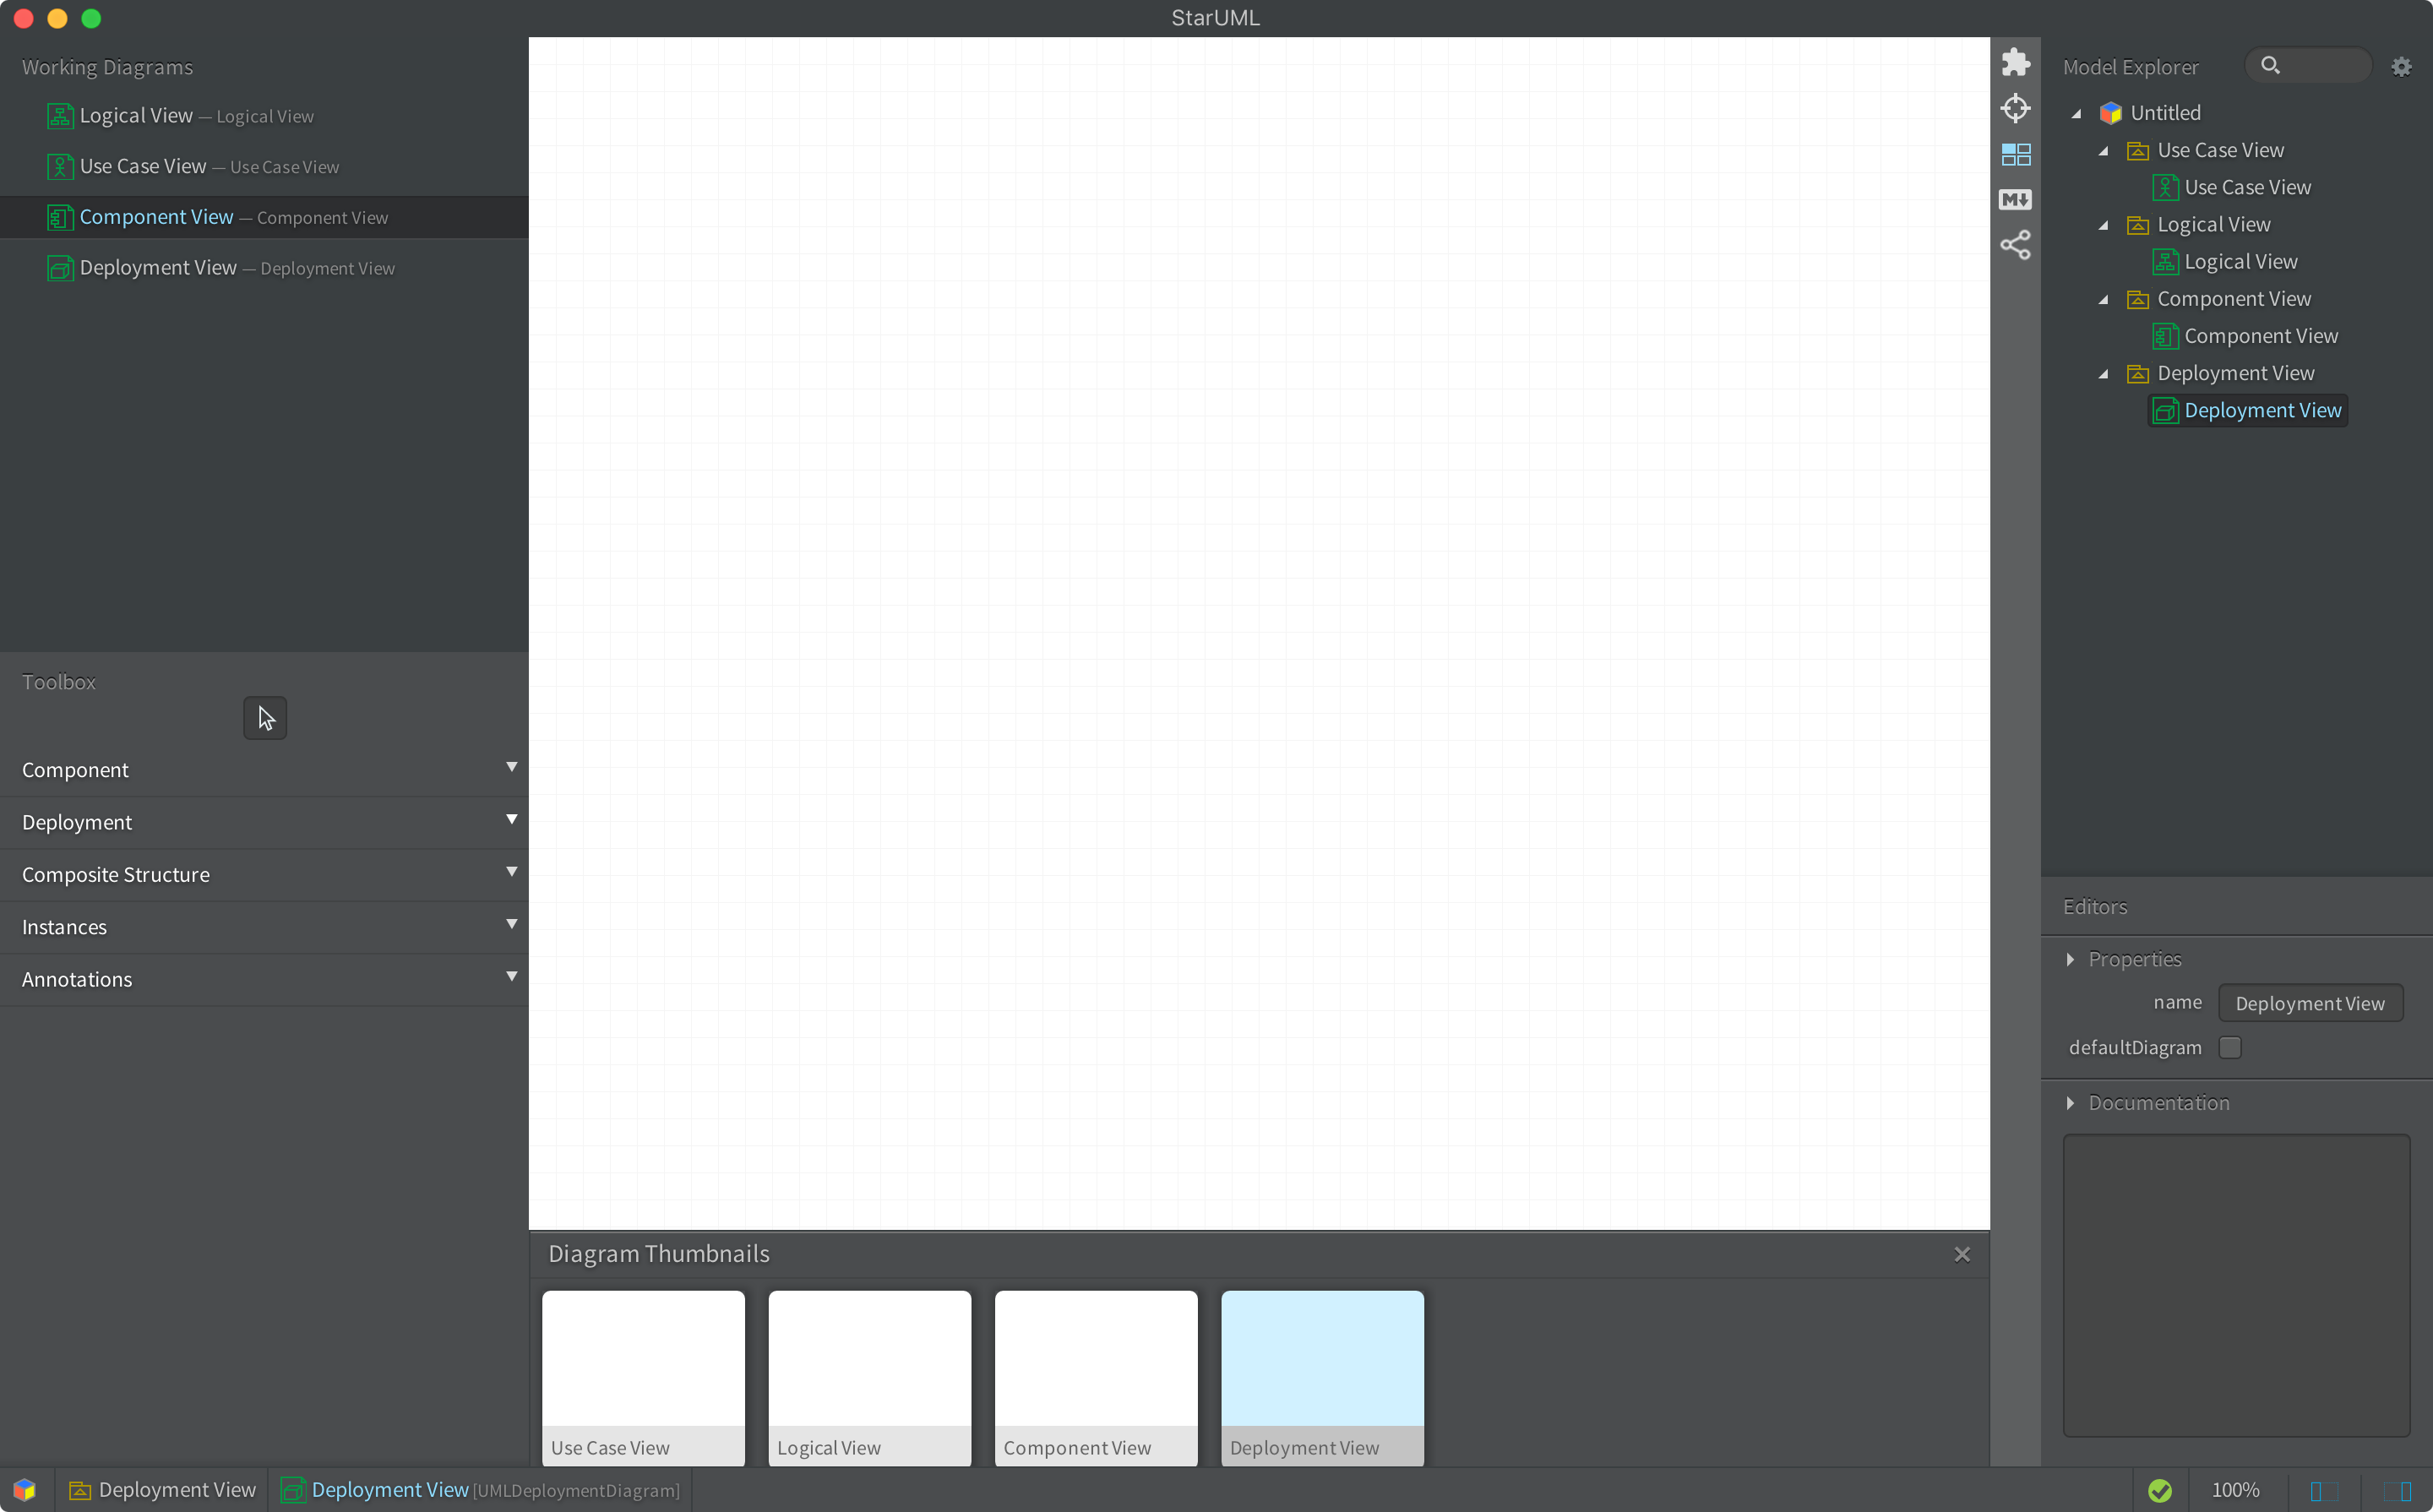 StarUML
Working Diagrams
Logical View — Logical View
Use Case View — Use Case View
Component View — Component View
Deployment View — Deployment View
Toolbox
Component
Deployment
Composite Structure
Instances
Annotations
M
Model Explorer
Untitled
Use Case View
Use Case View
Logical View
Logical View
Component View
Component View
Deployment View
Deployment View
Editors
Properties
name Deployment View
defaultDiagram
Documentation
Diagram Thumbnails
Use Case View
Logical View
Component View
Deployment View
Deployment View
Deployment View [UMLDeploymentDiagram]
100%